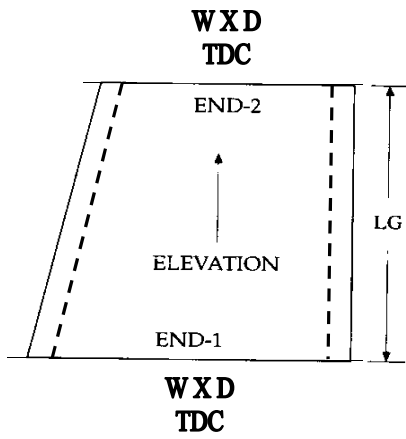 WXD
TDC
END-2
LG
ELEVATION
END-1
WXD
TDC